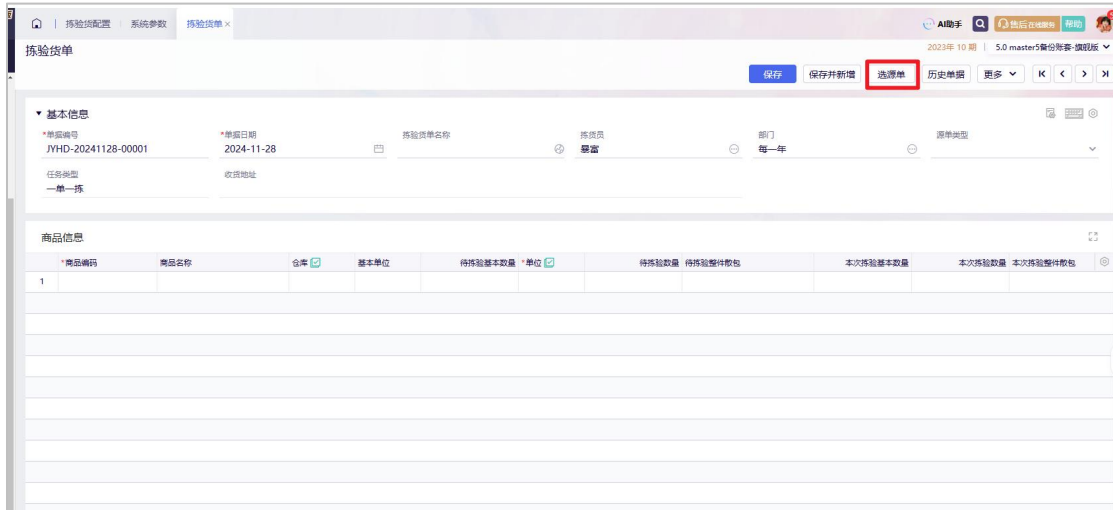 拣验货配置 系统参数 拣验货单× AI助手 售后在线服务 帮助
拣验货单 2023年10期 5.0 master5备份账套-旗舰版
保存 保存并新增 选源单 历史单据 更多
基本信息
*单据编号 *单据日期 拣验货单名称 拣货员 部门 源单类型
JYHD-20241128-00001 2024-11-28 暴富 每一年
任务类型 收货地址
一单一拣
商品信息
*商品编码 商品名称 仓库 基本单位 待拣验基本数量 *单位 待拣验数量 待拣验整件散包 本次拣验基本数量 本次拣验数量 本次拣验整件散包
1